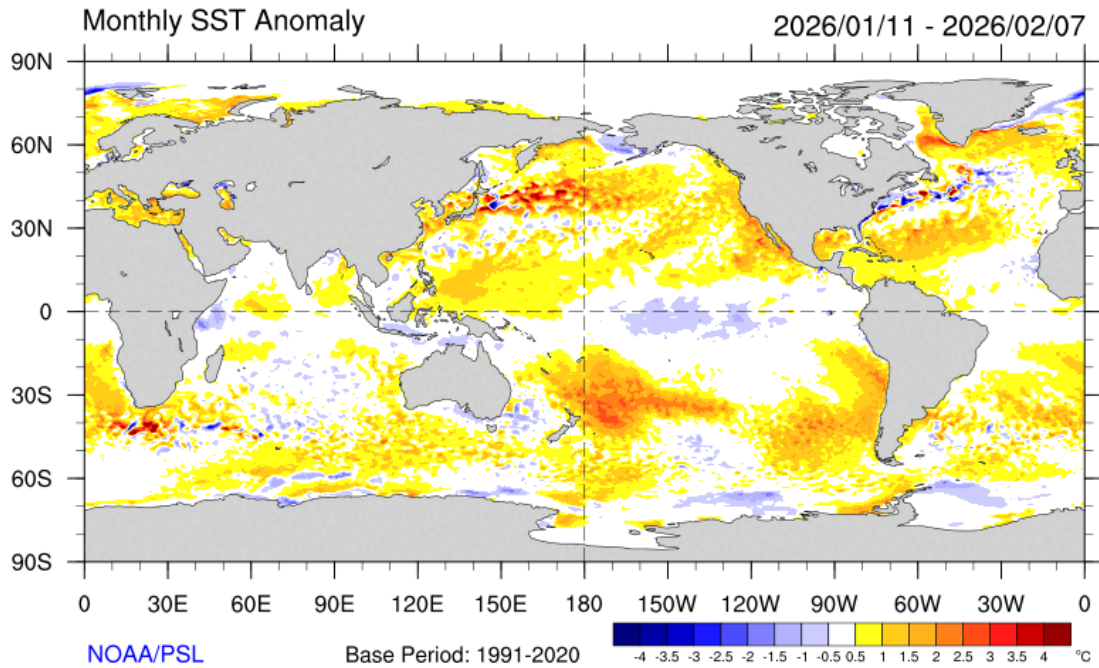 Monthly SST Anomaly 2026/01/11 - 2026/02/07
90N
60N
30N
0
30S
60S
90S
0 30E 60E 90E 120E 150E 180 150W 120W 90W 60W 30W 0
NOAA/PSL Base Period: 1991-2020
-4 -3.5 -3 -2.5 -2 -1.5 -1 -0.5 0.5 1 1.5 2 2.5 3 3.5 4 °C